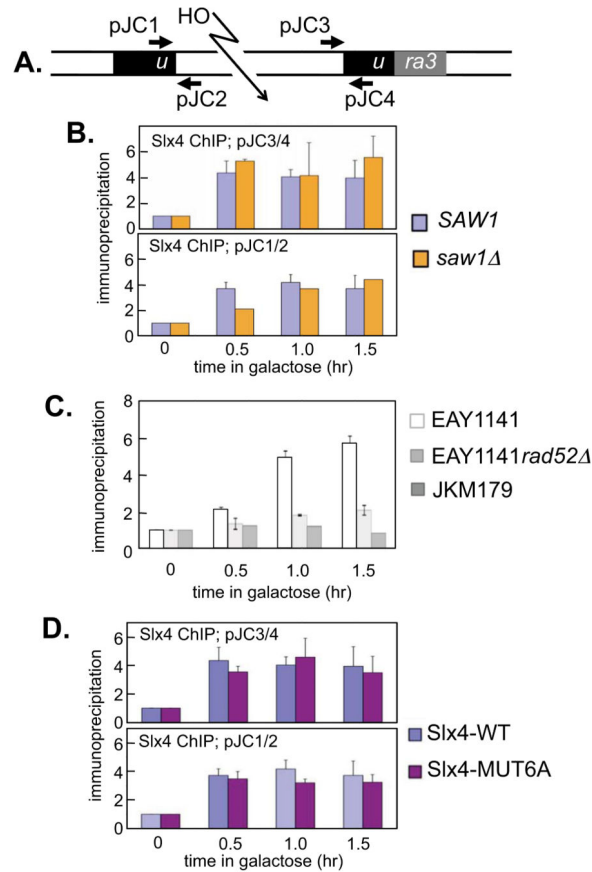 HO
pJC1
pJC3
A.
u
u ra3
pJC2
pJC4
B.
Slx4 ChIP; pJC3/4
6
4
2
0
Slx4 ChIP; pJC1/2
6
4
2
0
immunoprecipitation
0 0.5 1.0 1.5
time in galactose (hr)
SAW1
saw1Δ
C.
8
6
4
2
0
immunoprecipitation
0 0.5 1.0 1.5
time in galactose (hr)
EAY1141
EAY1141rad52Δ
JKM179
D.
Slx4 ChIP; pJC3/4
6
4
2
0
Slx4 ChIP; pJC1/2
6
4
2
0
immunoprecipitation
0 0.5 1.0 1.5
time in galactose (hr)
Slx4-WT
Slx4-MUT6A